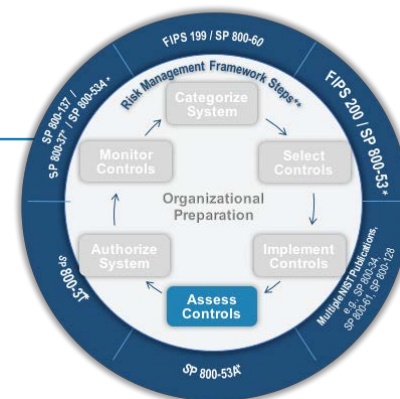 FIPS 199 / SP 800-60
Risk Management Framework Steps**
SP 800-137 /
SP 800-37* / SP 800-53A*
FIPS 200 / SP 800-53*
Categorize
System
Monitor
Controls
Select
Controls
Organizational
Preparation
Authorize
System
Implement
Controls
Assess
Controls
SP 800-37*
Multiple NIST Publications,
e.g., SP 800-34,
SP 800-61, SP 800-128
SP 800-53A*